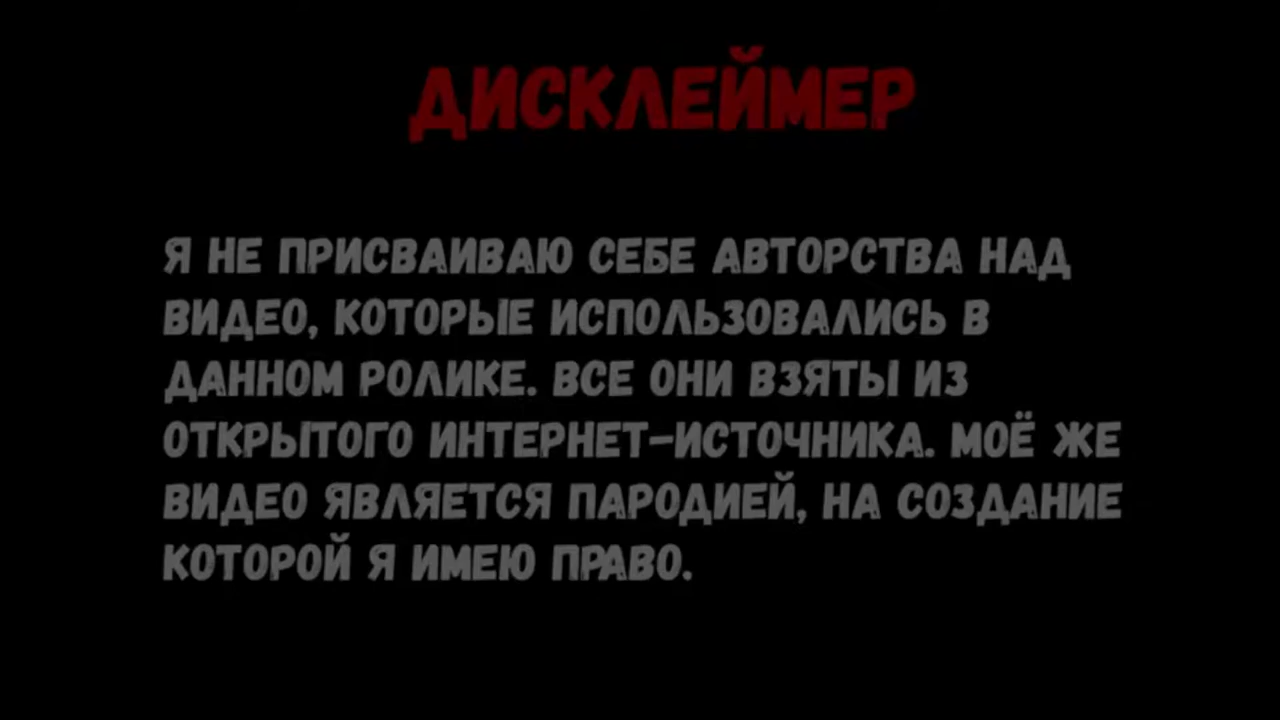 ДИСКЛЕЙМЕР
Я НЕ ПРИСВАИВАЮ СЕБЕ АВТОРСТВА НАД
ВИДЕО, КОТОРЫЕ ИСПОЛЬЗОВАЛИСЬ В
ДАННОМ РОЛИКЕ. ВСЕ ОНИ ВЗЯТЫ ИЗ
ОТКРЫТОГО ИНТЕРНЕТ-ИСТОЧНИКА. МОЁ ЖЕ
ВИДЕО ЯВЛЯЕТСЯ ПАРОДИЕЙ, НА СОЗДАНИЕ
КОТОРОЙ Я ИМЕЮ ПРАВО.